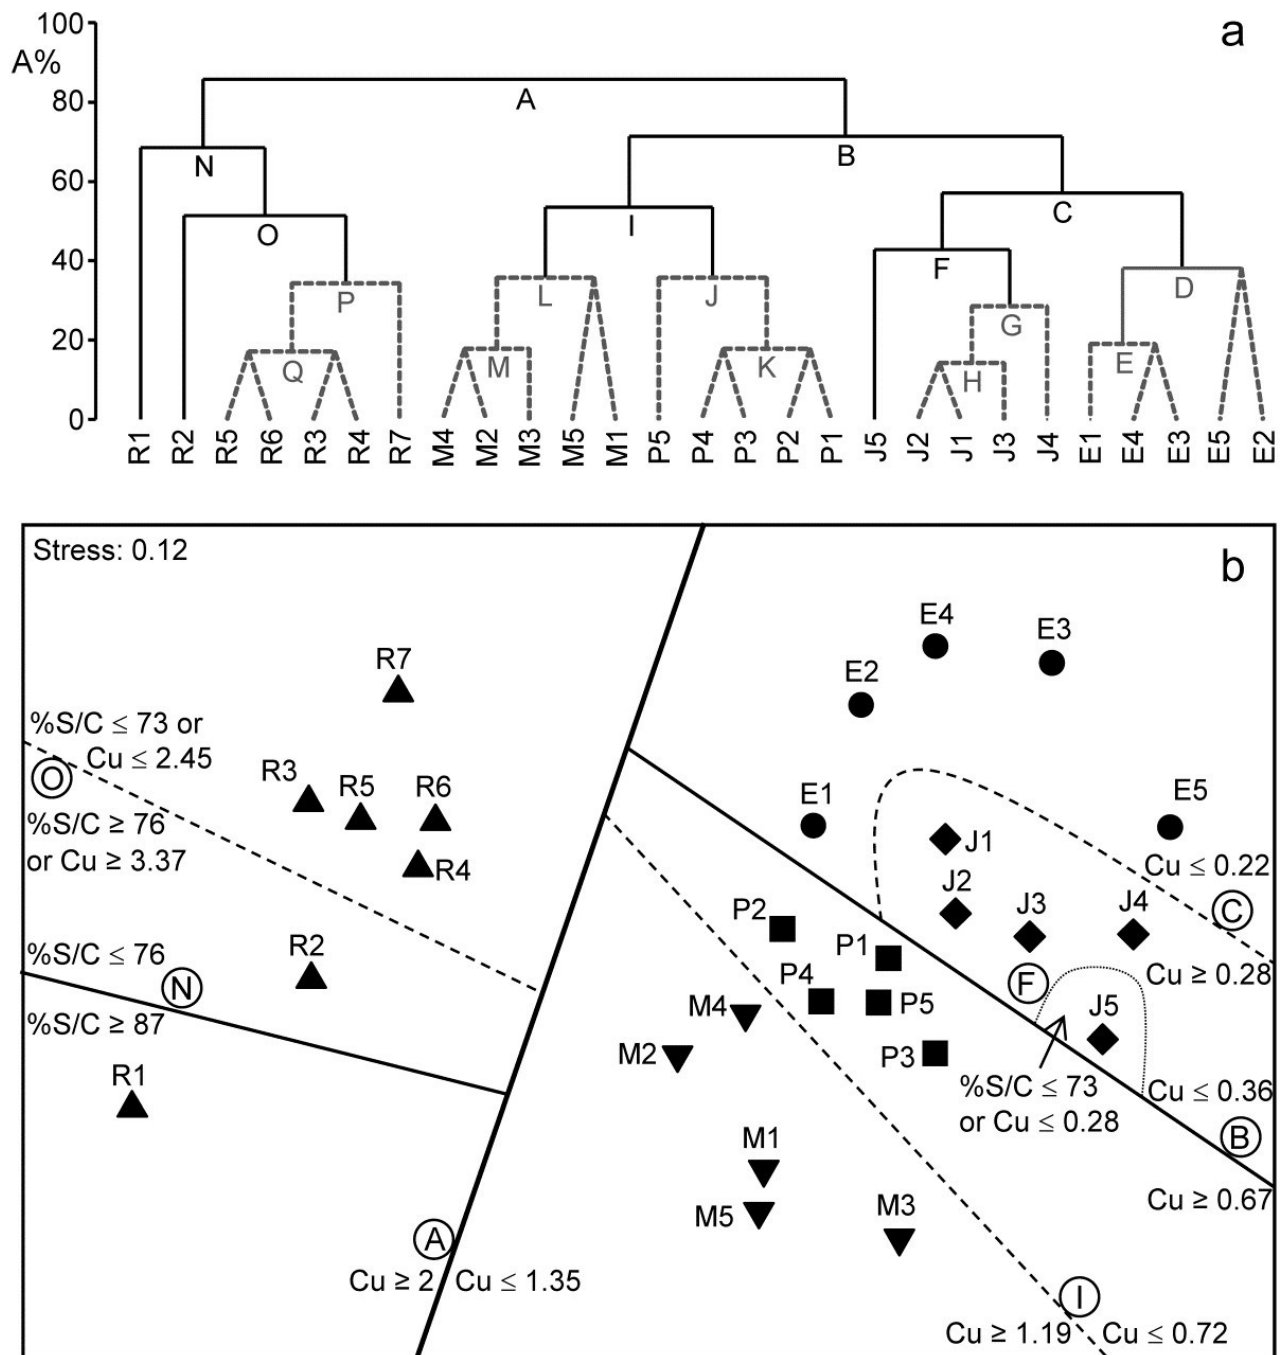 a
100
A%
80
60
40
20
0
A
B
N
C
I
O
F
D
L
J
P
G
Q
M
K
H
E
R1 R2 R5 R6 R3 R4 R7 M4 M2 M3 M5 M1 P5 P4 P3 P2 P1 J5 J2 J1 J3 J4 E1 E4 E3 E5 E2
b
Stress: 0.12
E4
E3
R7
E2
%S/C ≤ 73 or
Cu ≤ 2.45
O
R3
R5
R6
E1
E5
%S/C ≥ 76
or Cu ≥ 3.37
R4
J1
Cu ≤ 0.22
J2
J3
J4
C
P2
P1
R2
%S/C ≤ 76
N
P4
F
Cu ≥ 0.28
M4
P5
J5
%S/C ≥ 87
M2
P3
R1
%S/C ≤ 73
or Cu ≤ 0.28
Cu ≤ 0.36
B
M1
Cu ≥ 0.67
M5
M3
A
Cu ≥ 2
Cu ≤ 1.35
I
Cu ≥ 1.19
Cu ≤ 0.72